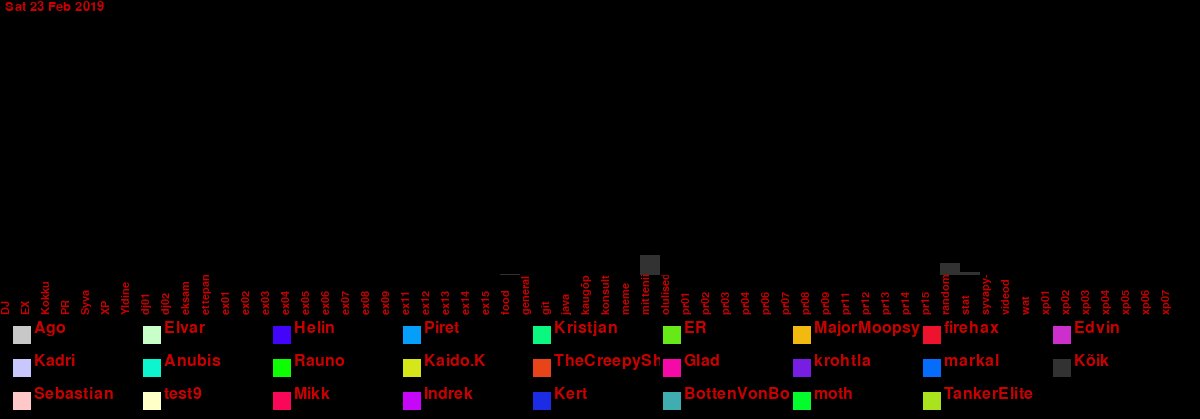 Sat 23 Feb 2019
DJ EX Kokku PR Syva XP Yldine dj01 dj02 eksam ettepan ex01 ex02 ex03 ex04 ex05 ex06 ex07 ex08 ex09 ex11 ex12 ex13 ex14 ex15 food general git java kaugõp konsult meme mitteni olulised pr01 pr02 pr03 pr04 pr06 pr07 pr08 pr09 pr11 pr12 pr13 pr14 pr15 random stat syvapy- videod wat xp01 xp02 xp03 xp04 xp05 xp06 xp07
Ago Elvar Helin Piret Kristjan ER MajorMoopsy firehax Edvin
Kadri Anubis Rauno Kaido.K TheCreepySh Glad krohtla markal Kõik
Sebastian test9 Mikk Indrek Kert BottenVonBo moth TankerElite